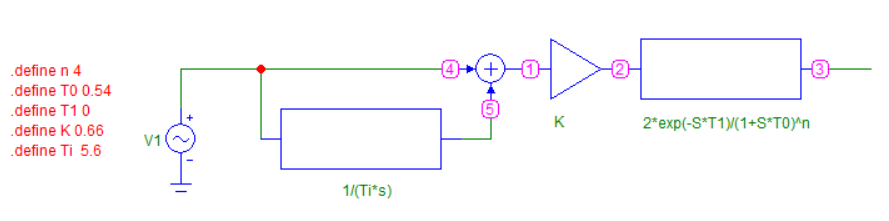 .define n 4
.define T0 0.54
.define T1 0
.define K 0.66
.define Ti 5.6
V1
+
−
4
+
5
1
2
3
K
1/(Ti*s)
2*exp(-S*T1)/(1+S*T0)^n